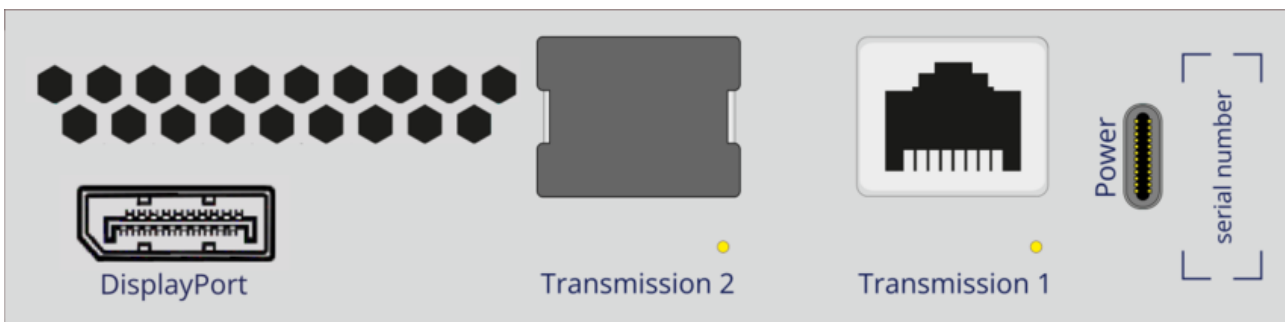 DisplayPort
Transmission 2
Transmission 1
Power
serial number